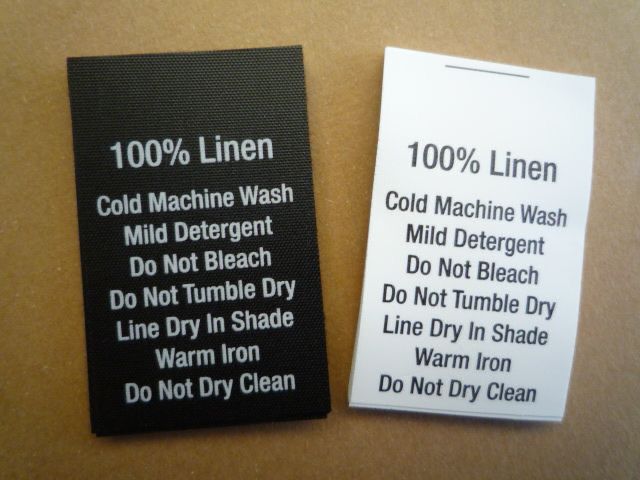 100% Linen
Cold Machine Wash
Mild Detergent
Do Not Bleach
Do Not Tumble Dry
Line Dry In Shade
Warm Iron
Do Not Dry Clean
100% Linen
Cold Machine Wash
Mild Detergent
Do Not Bleach
Do Not Tumble Dry
Line Dry In Shade
Warm Iron
Do Not Dry Clean